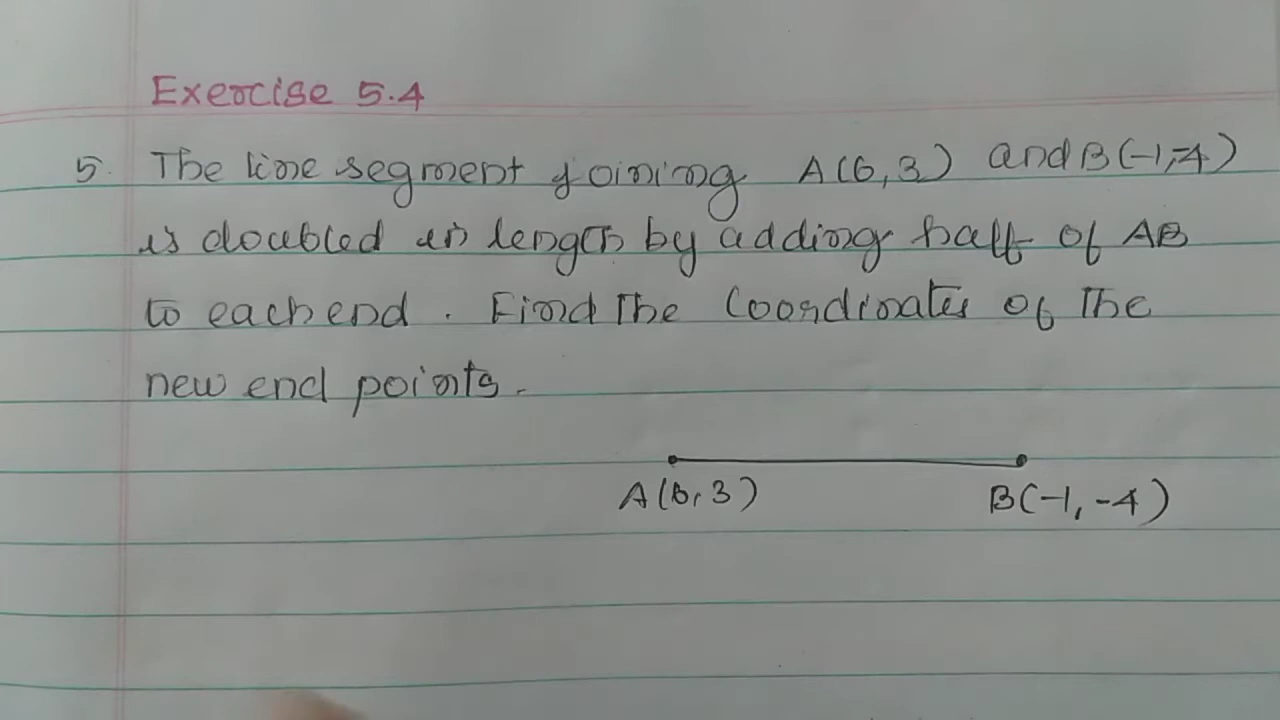 Exercise 5.4
5. The line segment joining A(6,3) and B(-1,-4)
is doubled in length by adding half of AB
to each end. Find The Coordinates of The
new end points.
A(6,3) B(-1,-4)